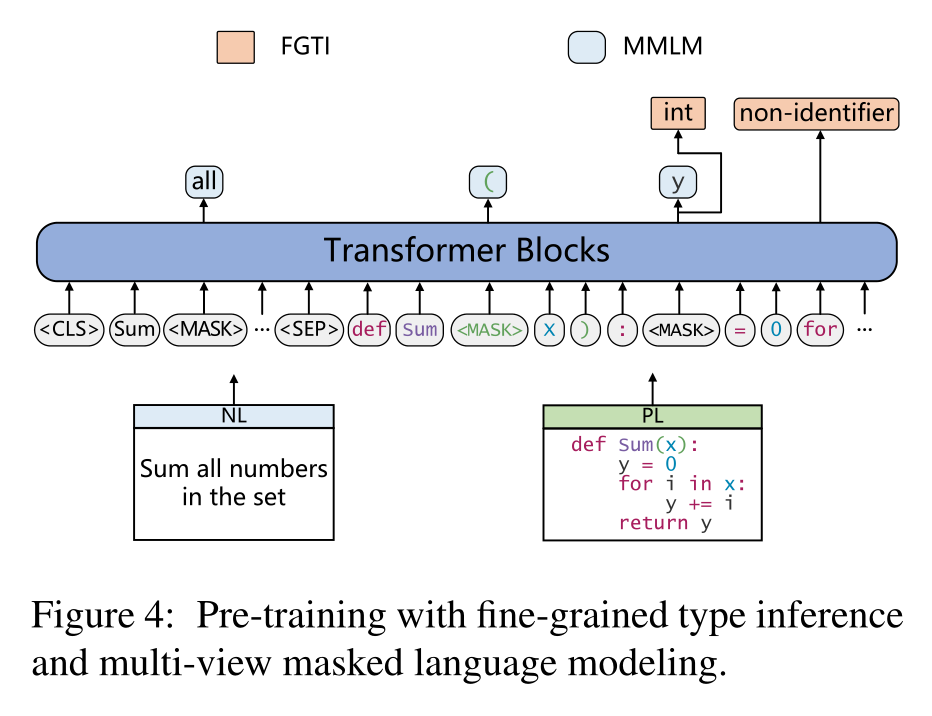 FGTI
MMLM
int
non-identifier
all
(
y
Transformer Blocks
<CLS> Sum <MASK> ... <SEP> def Sum <MASK> x ) : <MASK> = 0 for ...
NL
Sum all numbers
in the set
PL
def Sum(x):
y = 0
for i in x:
y += i
return y
Figure 4: Pre-training with fine-grained type inference
and multi-view masked language modeling.